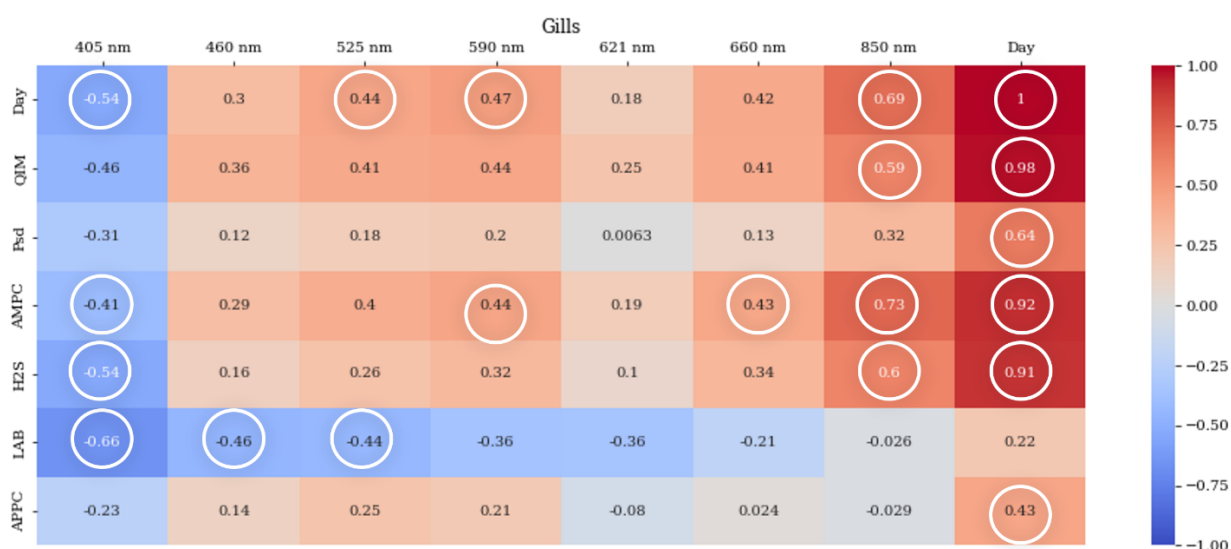 Gills
405 nm 460 nm 525 nm 590 nm 621 nm 660 nm 850 nm Day
Day -0.54 0.3 0.44 0.47 0.18 0.42 0.69 1
QIM -0.46 0.36 0.41 0.44 0.25 0.41 0.59 0.98
Psd -0.31 0.12 0.18 0.2 0.0063 0.13 0.32 0.64
AMPC -0.41 0.29 0.4 0.44 0.19 0.43 0.73 0.92
H2S -0.54 0.16 0.26 0.32 0.1 0.34 0.6 0.91
LAB -0.66 -0.46 -0.44 -0.36 -0.36 -0.21 -0.026 0.22
APPC -0.23 0.14 0.25 0.21 -0.08 0.024 -0.029 0.43
1.00
0.75
0.50
0.25
0.00
−0.25
−0.50
−0.75
−1.00